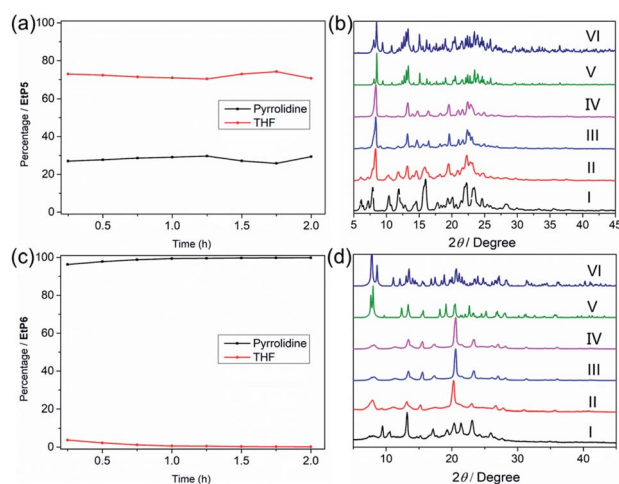 (a)
100
80
60
40
20
0
Percentage / EtP5
Pyrrolidine
THF
0.5 1.0 1.5 2.0
Time (h)
(b)
VI
V
IV
III
II
I
5 10 15 20 25 30 35 40 45
2θ / Degree
(c)
100
80
60
40
20
0
Percentage / EtP6
Pyrrolidine
THF
0.5 1.0 1.5 2.0
Time (h)
(d)
VI
V
IV
III
II
I
10 20 30 40
2θ / Degree